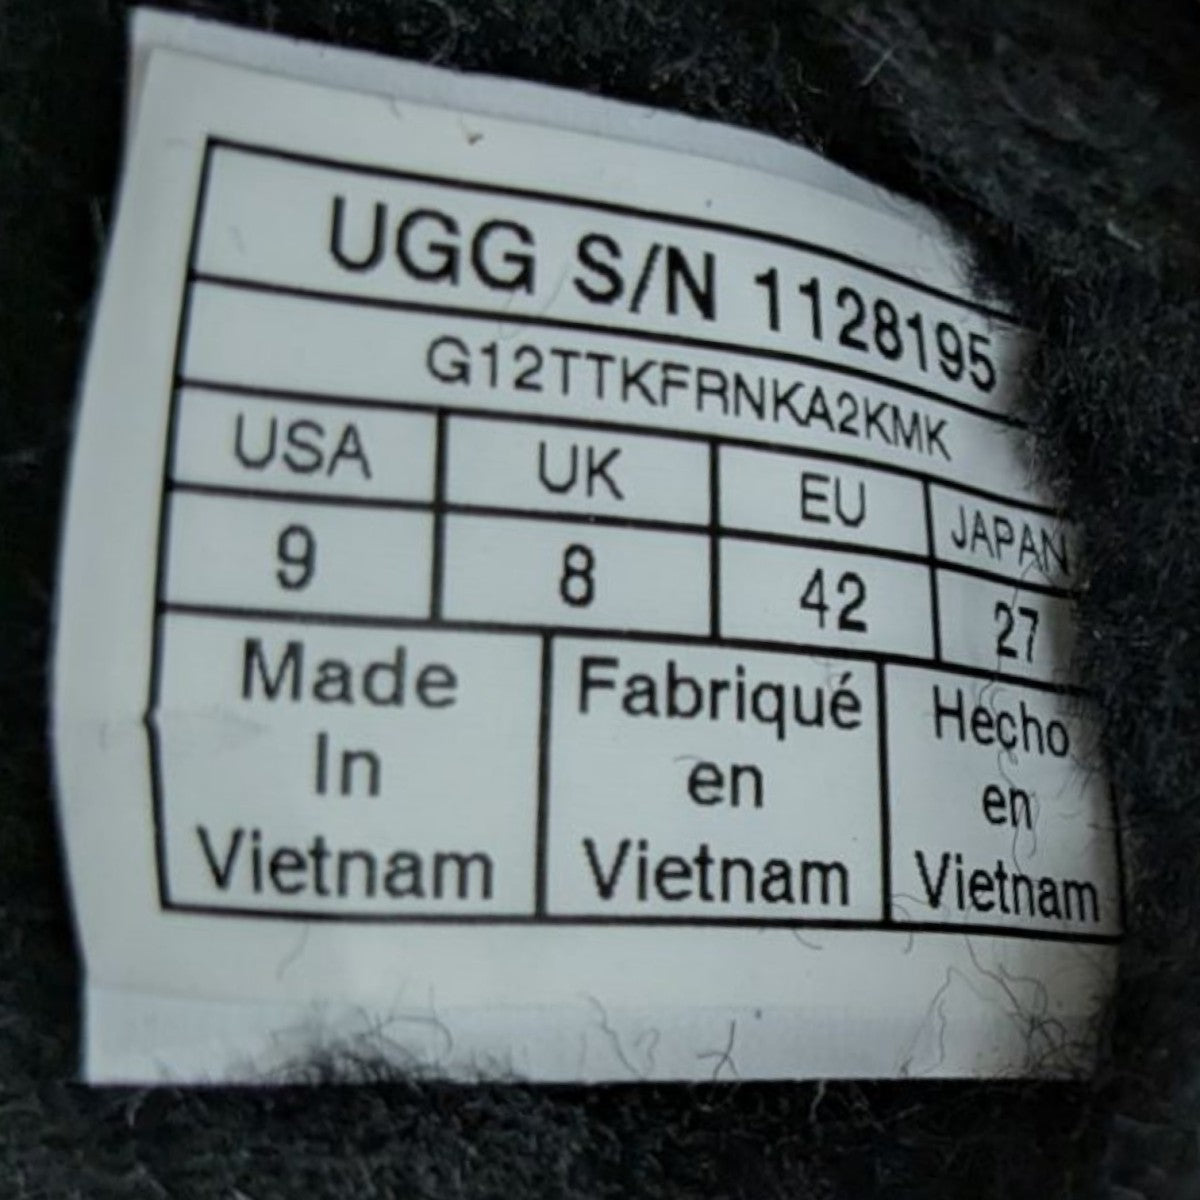 UGG S/N 1128195
G12TTKFRNKA2KMK
USA UK EU JAPAN
9 8 42 27
Made Fabriqué Hecho
In en en
Vietnam Vietnam Vietnam